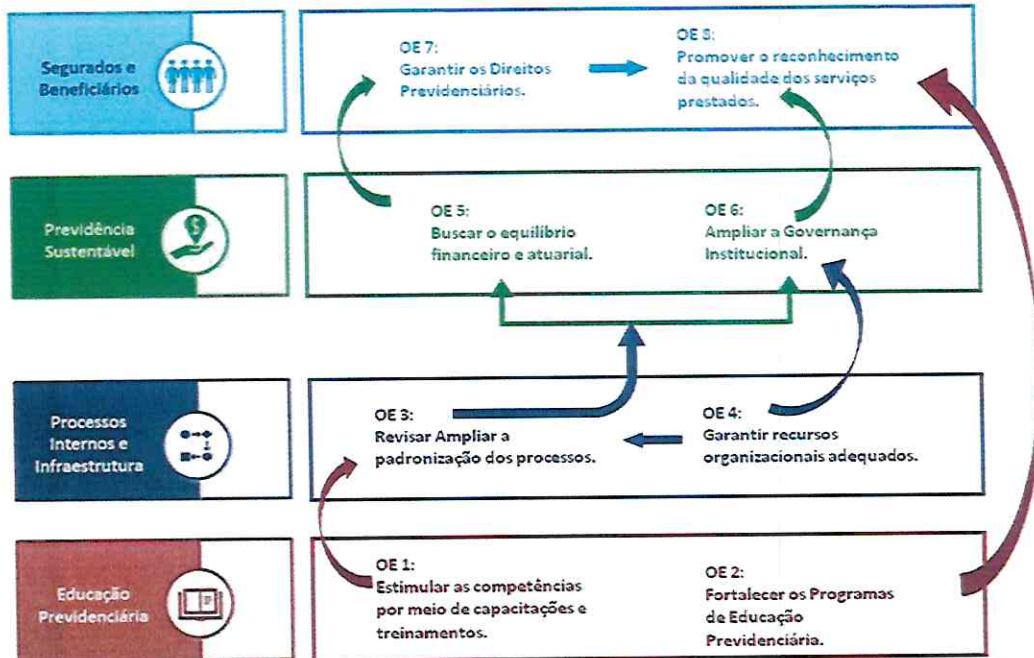 Segurados e
Beneficiários
OE 7:
Garantir os Direitos
Previdenciários.
OE 8:
Promover o reconhecimento
da qualidade dos serviços
prestados.
Previdência
Sustentável
OE 5:
Buscar o equilíbrio
financeiro e atuarial.
OE 6:
Ampliar a Governança
Institucional.
Processos
Internos e
Infraestrutura
OE 3:
Revisar Ampliar a
padronização dos processos.
OE 4:
Garantir recursos
organizacionais adequados.
Educação
Previdenciária
OE 1:
Estimular as competências
por meio de capacitações e
treinamentos.
OE 2:
Fortalecer os Programas
de Educação
Previdenciária.